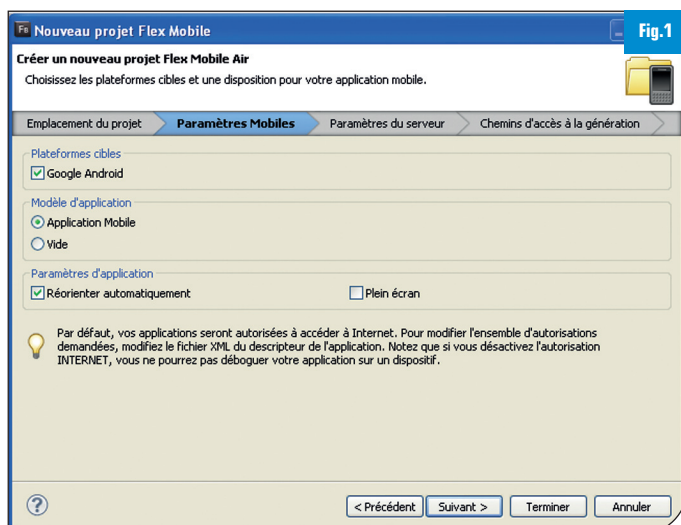 Fb Nouveau projet Flex Mobile
Fig.1
Créer un nouveau projet Flex Mobile Air
Choisissez les plateformes cibles et une disposition pour votre application mobile.
Emplacement du projet Paramètres Mobiles Paramètres du serveur Chemins d'accès à la génération
Plateformes cibles
Google Android
Modèle d'application
Application Mobile
Vide
Paramètres d'application
Réorienter automatiquement Plein écran
Par défaut, vos applications seront autorisées à accéder à Internet. Pour modifier l'ensemble d'autorisations
demandées, modifiez le fichier XML du descripteur de l'application. Notez que si vous désactivez l'autorisation
INTERNET, vous ne pourrez pas déboguer votre application sur un dispositif.
? < Précédent Suivant > Terminer Annuler